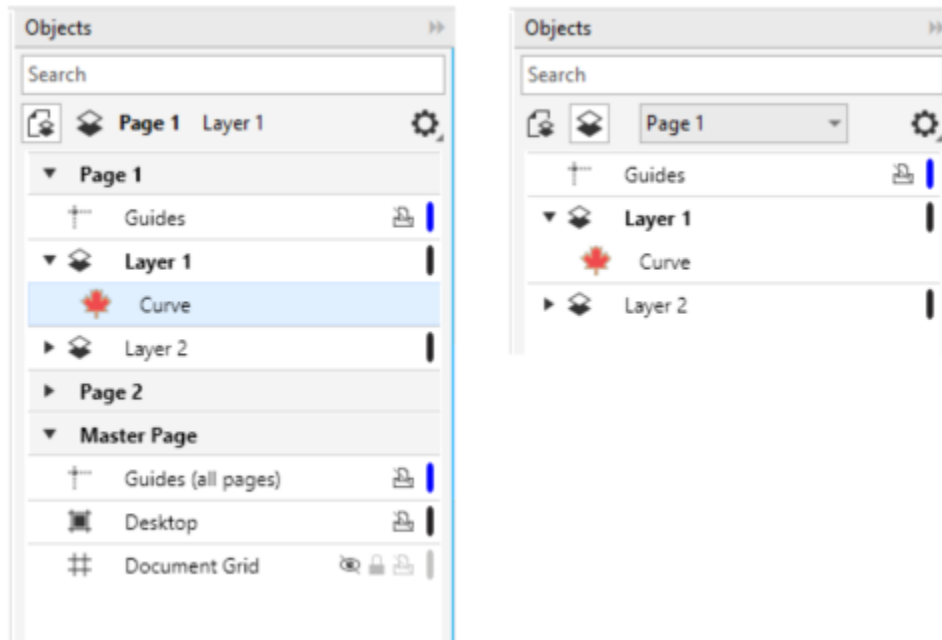 Objects
Search
Page 1 Layer 1
Page 1
Guides
Layer 1
Curve
Layer 2
Page 2
Master Page
Guides (all pages)
Desktop
Document Grid
Objects
Search
Page 1
Guides
Layer 1
Curve
Layer 2